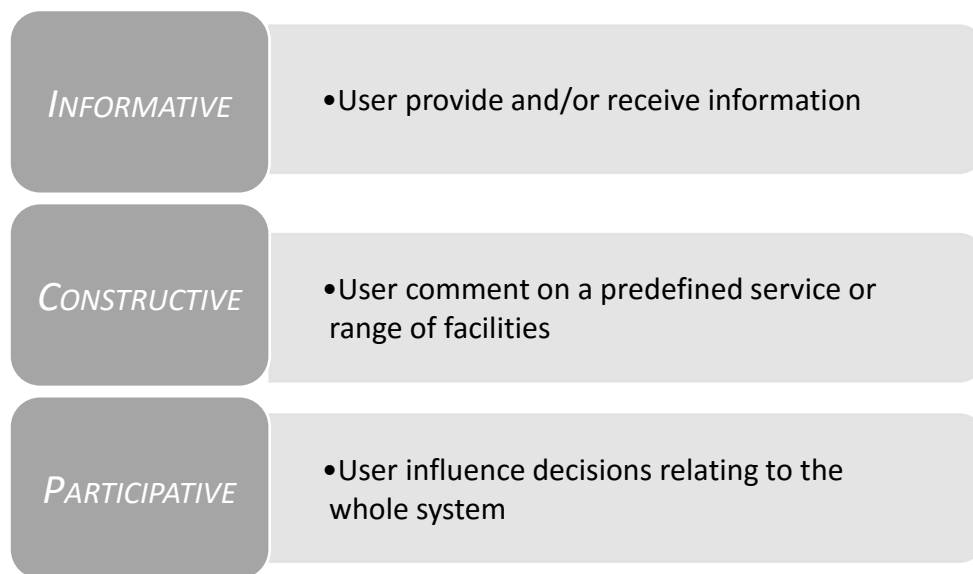 INFORMATIVE
•User provide and/or receive information
CONSTRUCTIVE
•User comment on a predefined service or
range of facilities
PARTICIPATIVE
•User influence decisions relating to the
whole system